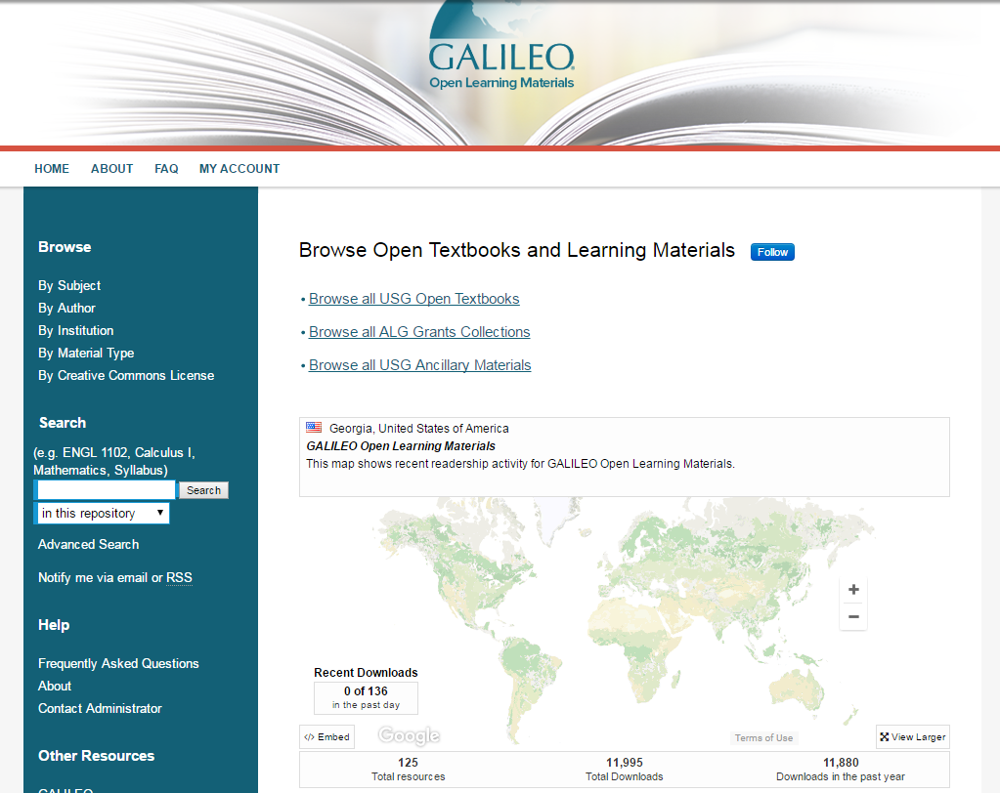 GALILEO
Open Learning Materials
HOME ABOUT FAQ MY ACCOUNT
Browse
By Subject
By Author
By Institution
By Material Type
By Creative Commons License
Search
(e.g. ENGL 1102, Calculus I,
Mathematics, Syllabus)
Search
in this repository
Advanced Search
Notify me via email or RSS
Help
Frequently Asked Questions
About
Contact Administrator
Other Resources
GALILEO
Browse Open Textbooks and Learning Materials Follow
• Browse all USG Open Textbooks
• Browse all ALG Grants Collections
• Browse all USG Ancillary Materials
Georgia, United States of America
GALILEO Open Learning Materials
This map shows recent readership activity for GALILEO Open Learning Materials.
+
−
Recent Downloads
0 of 136
in the past day
</> Embed Google Terms of Use View Larger
125 11,995 11,880
Total resources Total Downloads Downloads in the past year